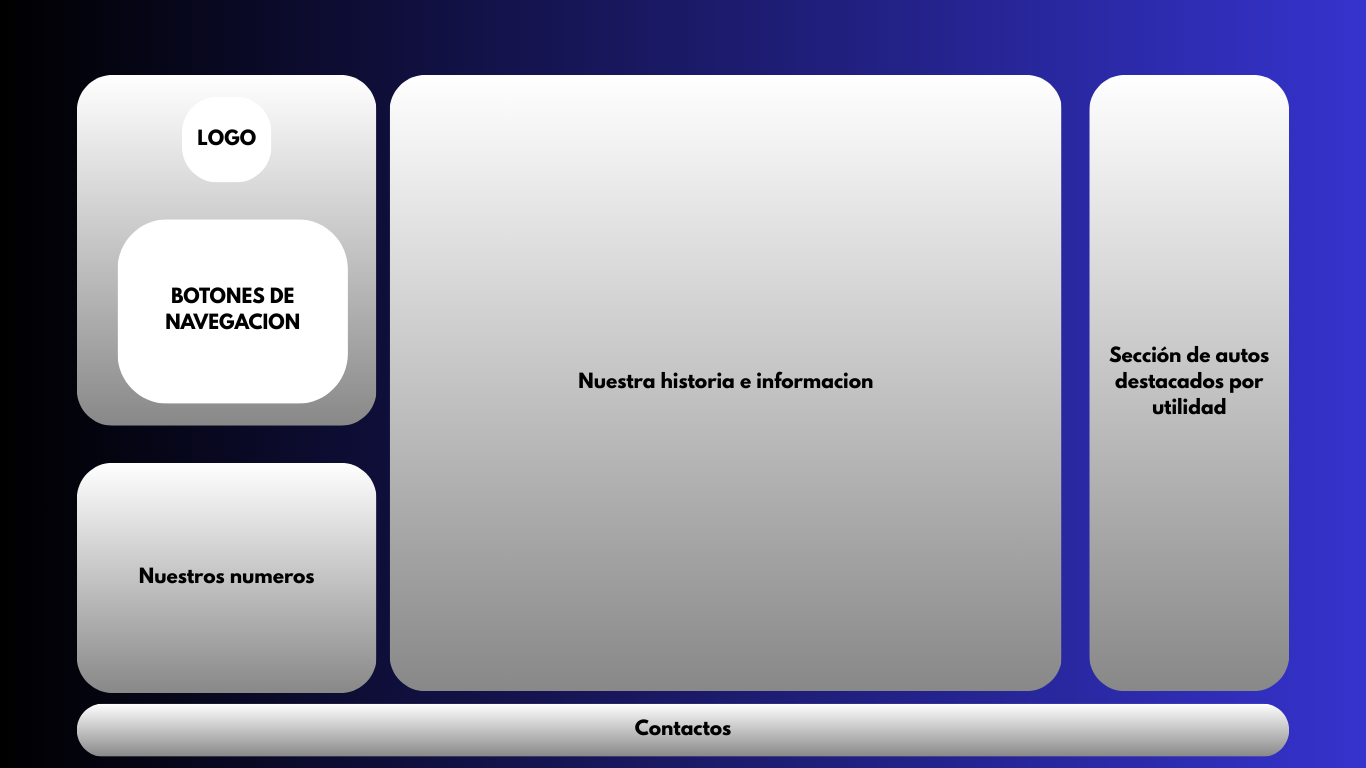 LOGO
BOTONES DE
NAVEGACION
Nuestros numeros
Nuestra historia e informacion
Sección de autos
destacados por
utilidad
Contactos